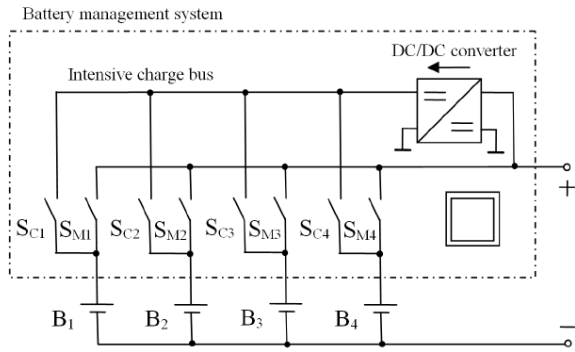 Battery management system
DC/DC converter
Intensive charge bus
+
SC1 SM1 SC2 SM2 SC3 SM3 SC4 SM4
B1 B2 B3 B4
−